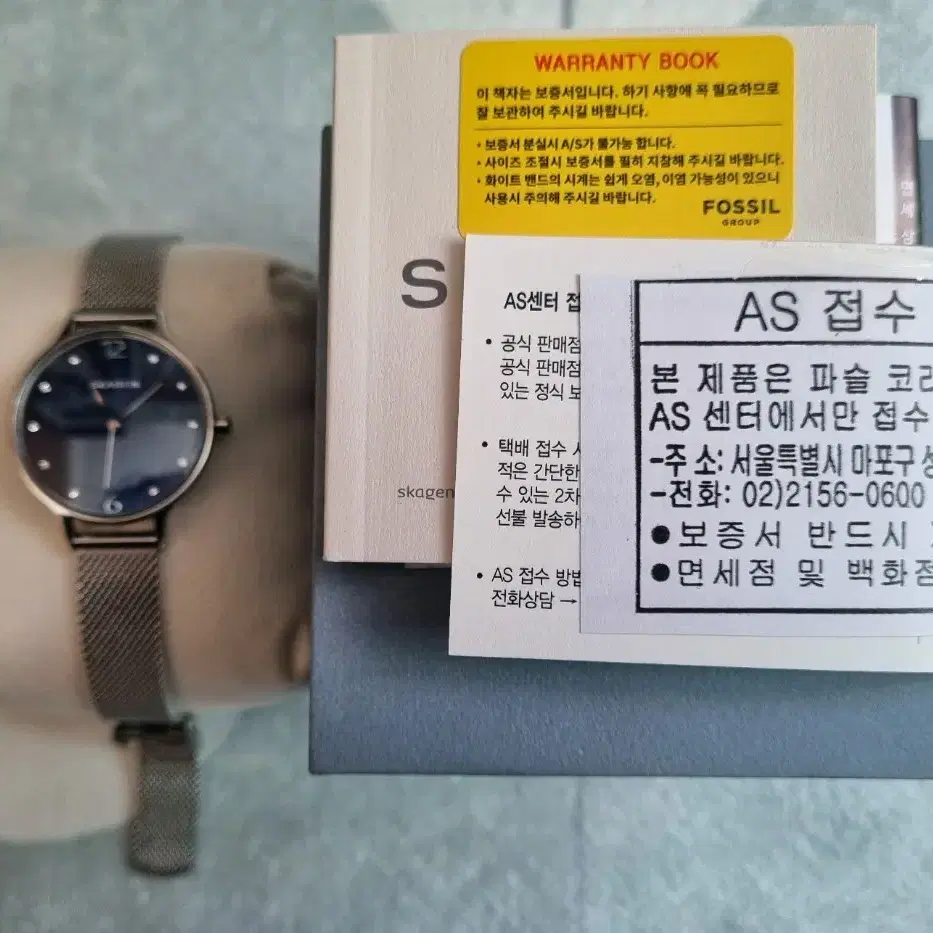 WARRANTY BOOK
이 책자는 보증서입니다. 하기 사항에 꼭 필요하므로
잘 보관하여 주시길 바랍니다.
• 보증서 분실시 A/S가 불가능 합니다.
• 사이즈 조절시 보증서를 필히 지참해 주시길 바랍니다.
• 화이트 밴드의 시계는 쉽게 오염, 이염 가능성이 있으니
사용시 주의해 주시길 바랍니다.
FOSSIL
GROUP
S
skagen
AS센터 접
• 공식 판매점
공식 판매점
있는 정식 보
• 택배 접수 시
적은 간단한
수 있는 2차
선불 발송하
• AS 접수 방법
전화상담 →
AS 접수
본 제품은 파슬 코리
AS 센터에서만 접수
-주 소: 서울특별시 마포구 성
-전화: 02)2156-0600
●보증서 반드시
●면세점 및 백화점
12
SKAGEN
6